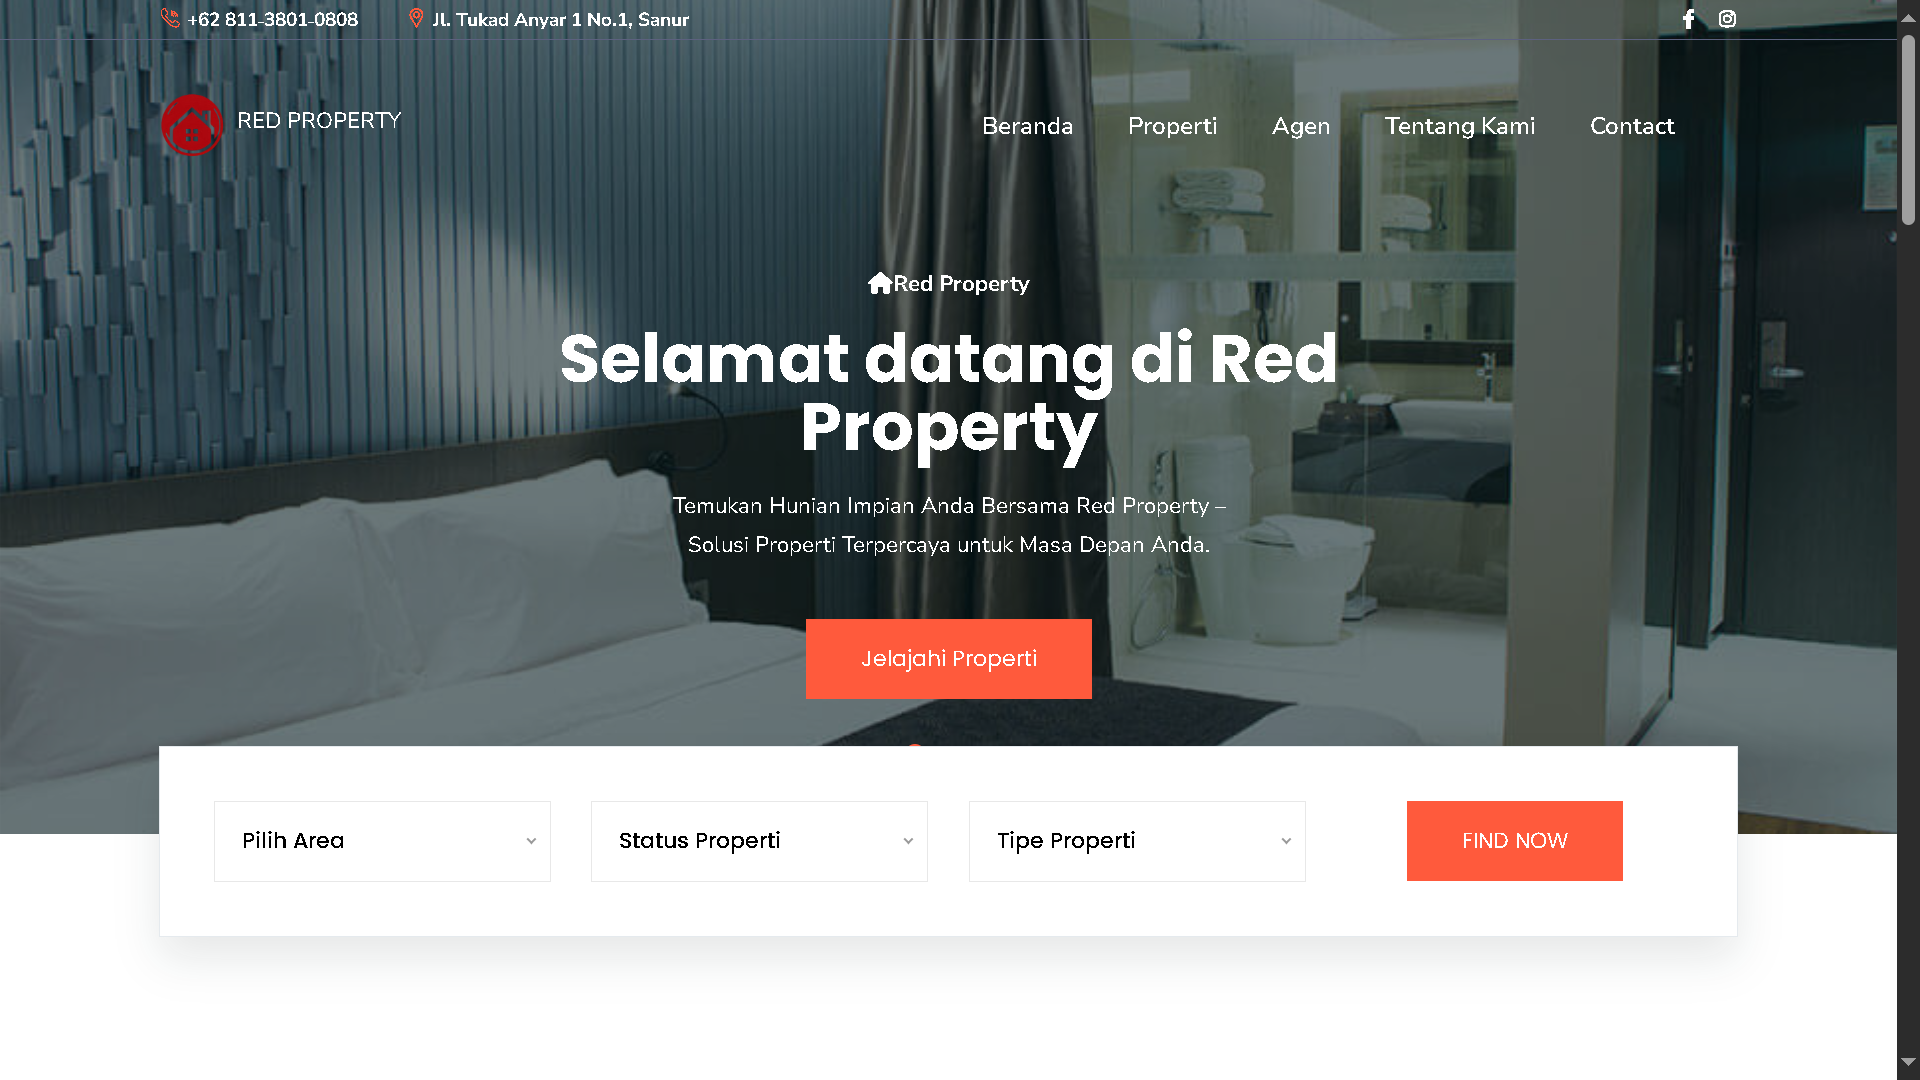 +62 811-3801-0808
Jl. Tukad Anyar 1 No.1, Sanur
RED PROPERTY
Beranda
Properti
Agen
Tentang Kami
Contact
Red Property
Selamat datang di Red
Property
Temukan Hunian Impian Anda Bersama Red Property –
Solusi Properti Terpercaya untuk Masa Depan Anda.
Jelajahi Properti
Pilih Area
Status Properti
Tipe Properti
FIND NOW